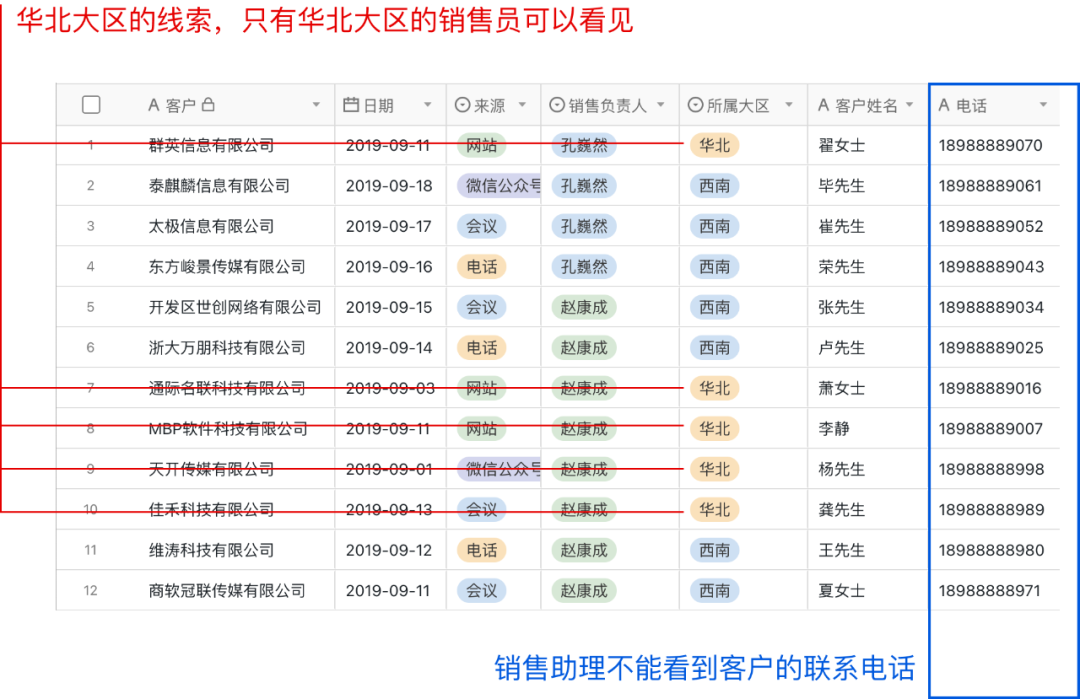 华北大区的线索，只有华北大区的销售员可以看见
A 客户 日期 来源 销售负责人 所属大区 A 客户姓名 A 电话
1 群英信息有限公司 2019-09-11 网站 孔巍然 华北 翟女士 18988889070
2 泰麒麟信息有限公司 2019-09-18 微信公众号 孔巍然 西南 毕先生 18988889061
3 太极信息有限公司 2019-09-17 会议 孔巍然 西南 崔先生 18988889052
4 东方峻景传媒有限公司 2019-09-16 电话 孔巍然 西南 荣先生 18988889043
5 开发区世创网络有限公司 2019-09-15 会议 赵康成 西南 张先生 18988889034
6 浙大万朋科技有限公司 2019-09-14 电话 赵康成 西南 卢先生 18988889025
7 通际名联科技有限公司 2019-09-03 网站 赵康成 华北 萧女士 18988889016
8 MBP软件科技有限公司 2019-09-11 网站 赵康成 华北 李静 18988889007
9 天开传媒有限公司 2019-09-01 微信公众号 赵康成 华北 杨先生 18988888998
10 佳禾科技有限公司 2019-09-13 会议 赵康成 华北 龚先生 18988888989
11 维涛科技有限公司 2019-09-12 电话 赵康成 西南 王先生 18988888980
12 商软冠联传媒有限公司 2019-09-11 会议 赵康成 西南 夏女士 18988888971
销售助理不能看到客户的联系电话